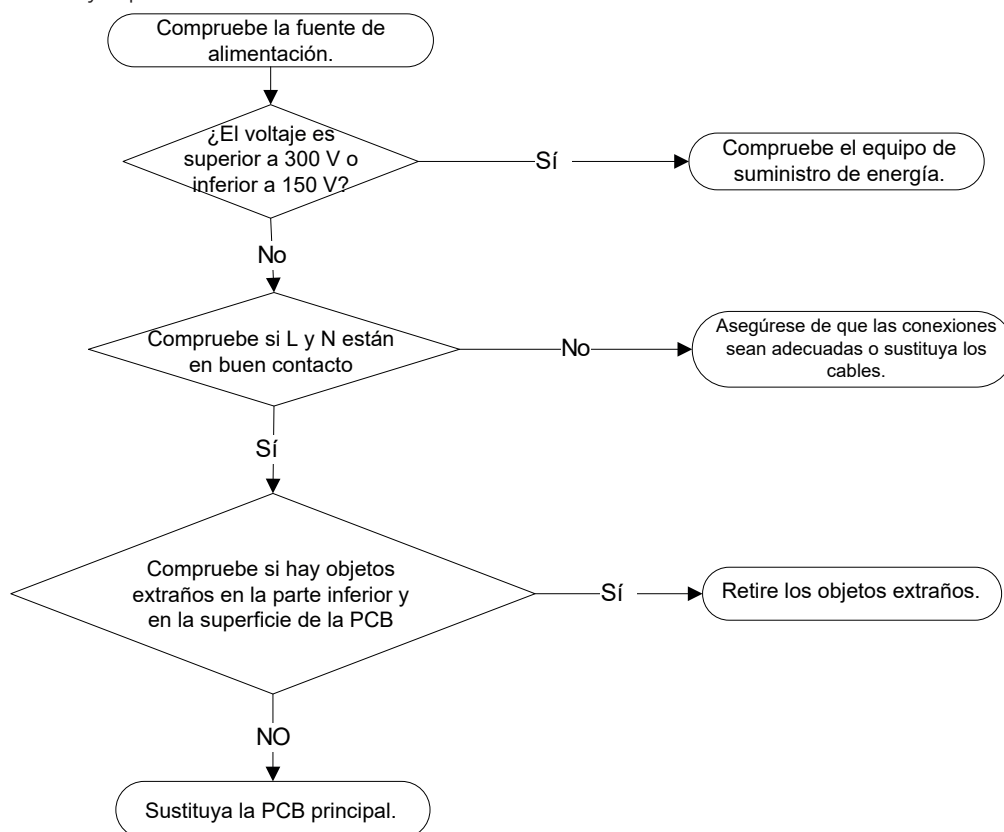 Compruebe la fuente de
alimentación.
¿El voltaje es
superior a 300 V o
inferior a 150 V?
Sí
Compruebe el equipo de
suministro de energía.
No
Compruebe si L y N están
en buen contacto
No
Asegúrese de que las conexiones
sean adecuadas o sustituya los
cables.
Sí
Compruebe si hay objetos
extraños en la parte inferior y
en la superficie de la PCB
Sí
Retire los objetos extraños.
NO
Sustituya la PCB principal.